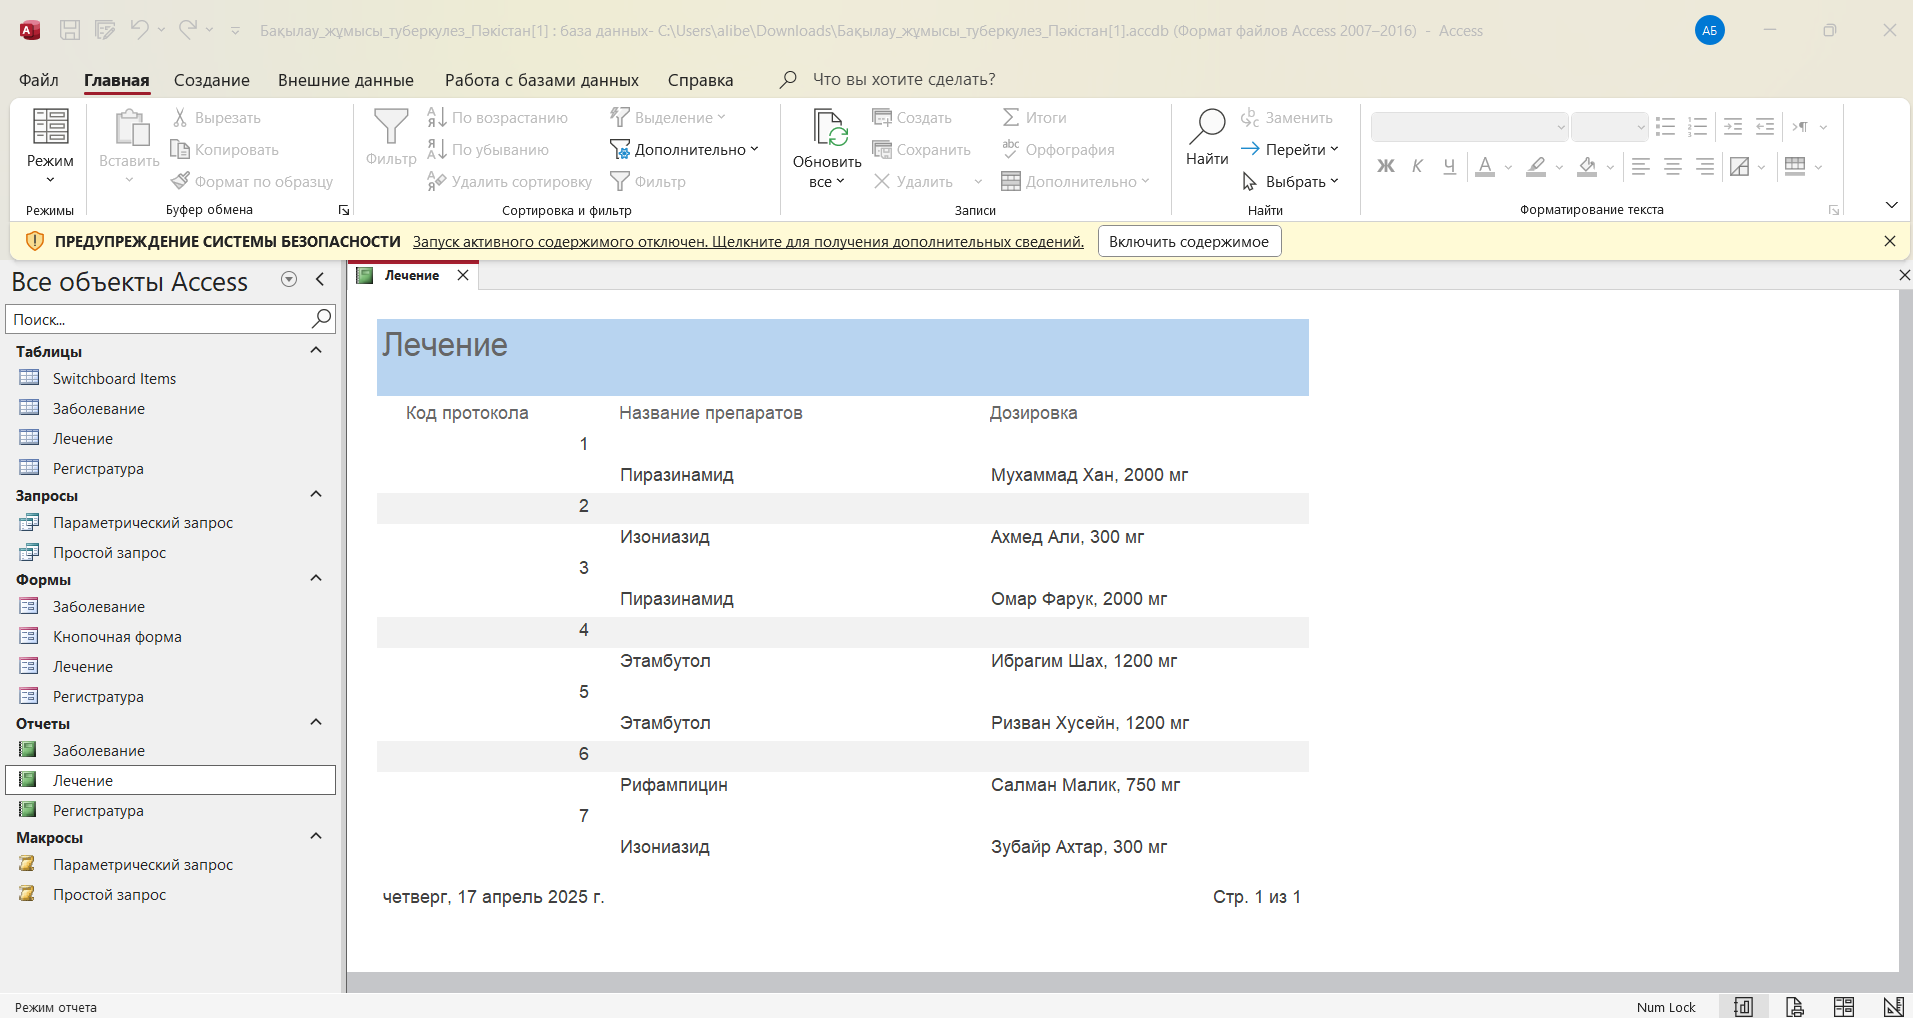 Бақылау_жұмысы_туберкулез_Пәкістан[1] : база данных- C:\Users\alibe\Downloads\Бақылау_жұмысы_туберкулез_Пәкістан[1].accdb (Формат файлов Access 2007–2016) - Access
АБ
Файл Главная Создание Внешние данные Работа с базами данных Справка Что вы хотите сделать?
Режим
Режимы
Вставить
Вырезать
Копировать
Формат по образцу
Буфер обмена
Фильтр
По возрастанию
По убыванию
Удалить сортировку
Выделение
Дополнительно
Фильтр
Сортировка и фильтр
Обновить
все
Создать
Сохранить
Удалить
Итоги
Орфография
Дополнительно
Записи
Найти
Заменить
Перейти
Выбрать
Найти
Ж К Ч А
Форматирование текста
ПРЕДУПРЕЖДЕНИЕ СИСТЕМЫ БЕЗОПАСНОСТИ Запуск активного содержимого отключен. Щелкните для получения дополнительных сведений. Включить содержимое
Все объекты Access
Поиск...
Таблицы
Switchboard Items
Заболевание
Лечение
Регистратура
Запросы
Параметрический запрос
Простой запрос
Формы
Заболевание
Кнопочная форма
Лечение
Регистратура
Отчеты
Заболевание
Лечение
Регистратура
Макросы
Параметрический запрос
Простой запрос
Лечение
Лечение
Код протокола Название препаратов Дозировка
1
Пиразинамид Мухаммад Хан, 2000 мг
2
Изониазид Ахмед Али, 300 мг
3
Пиразинамид Омар Фарук, 2000 мг
4
Этамбутол Ибрагим Шах, 1200 мг
5
Этамбутол Ризван Хусейн, 1200 мг
6
Рифампицин Салман Малик, 750 мг
7
Изониазид Зубайр Ахтар, 300 мг
четверг, 17 апрель 2025 г. Стр. 1 из 1
Режим отчета Num Lock